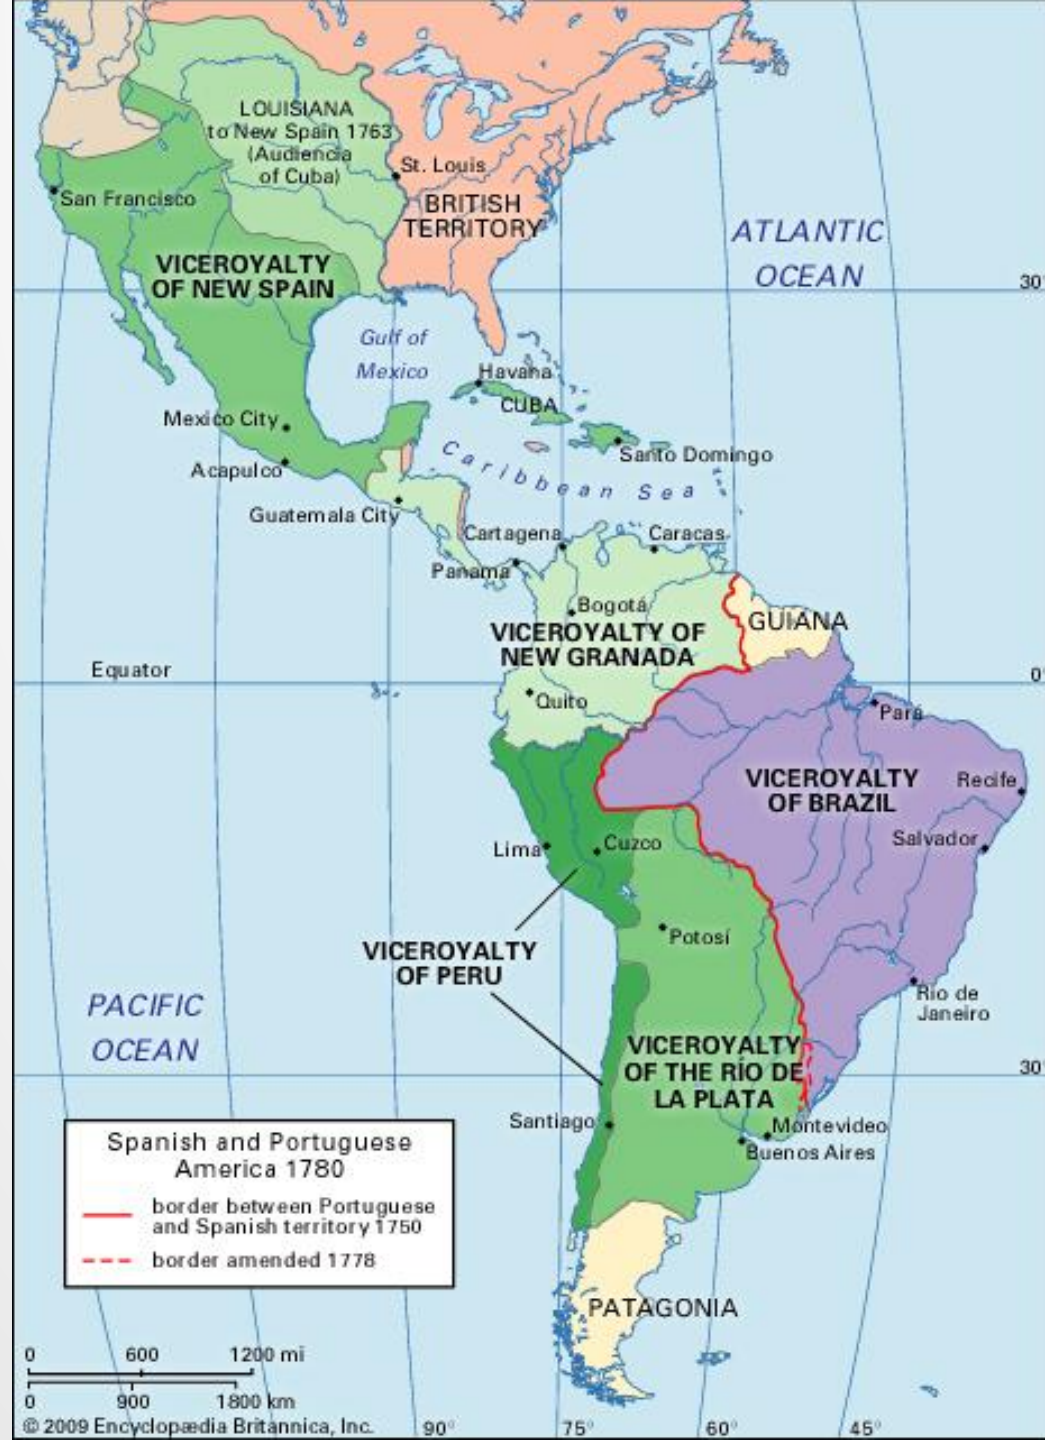 LOUISIANA
to New Spain 1763
(Audiencia
of Cuba)
St. Louis
San Francisco
BRITISH
TERRITORY
ATLANTIC
OCEAN
VICEROYALTY
OF NEW SPAIN
30°
Gulf of
Mexico
Havana
CUBA
Mexico City
Santo Domingo
Acapulco
Caribbean Sea
Guatemala City
Cartagena
Caracas
Panama
Bogotá
GUIANA
VICEROYALTY OF
NEW GRANADA
Equator
0°
Quito
Pará
VICEROYALTY
OF BRAZIL
Recife
Salvador
Lima
Cuzco
Potosí
VICEROYALTY
OF PERU
Rio de
Janeiro
PACIFIC
OCEAN
VICEROYALTY
OF THE RÍO DE
LA PLATA
30°
Santiago
Montevideo
Buenos Aires
Spanish and Portuguese
America 1780
border between Portuguese
and Spanish territory 1750
border amended 1778
PATAGONIA
0 600 1200 mi
0 900 1800 km
© 2009 Encyclopædia Britannica, Inc.
90° 75° 60° 45°